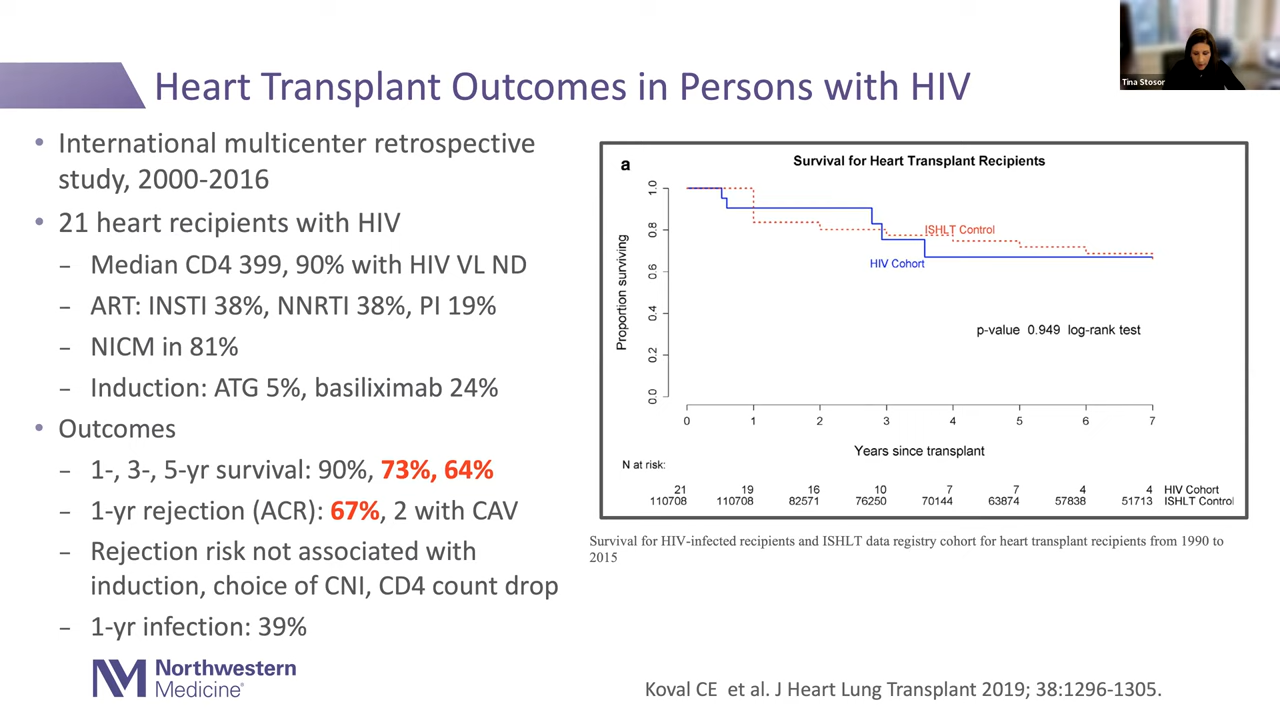 Tina Stosor
Heart Transplant Outcomes in Persons with HIV
• International multicenter retrospective
study, 2000-2016
• 21 heart recipients with HIV
– Median CD4 399, 90% with HIV VL ND
– ART: INSTI 38%, NNRTI 38%, PI 19%
– NICM in 81%
– Induction: ATG 5%, basiliximab 24%
• Outcomes
– 1-, 3-, 5-yr survival: 90%, 73%, 64%
– 1-yr rejection (ACR): 67%, 2 with CAV
– Rejection risk not associated with
induction, choice of CNI, CD4 count drop
– 1-yr infection: 39%
a
Survival for Heart Transplant Recipients
Proportion surviving
1.0
0.8
0.6
0.4
0.2
0.0
ISHLT Control
HIV Cohort
p-value 0.949 log-rank test
0 1 2 3 4 5 6 7
Years since transplant
N at risk:
21 19 16 10 7 7 4 4 HIV Cohort
110708 110708 82571 76250 70144 63874 57838 51713 ISHLT Control
Survival for HIV-infected recipients and ISHLT data registry cohort for heart transplant recipients from 1990 to
2015
NM Northwestern
Medicine®
Koval CE et al. J Heart Lung Transplant 2019; 38:1296-1305.